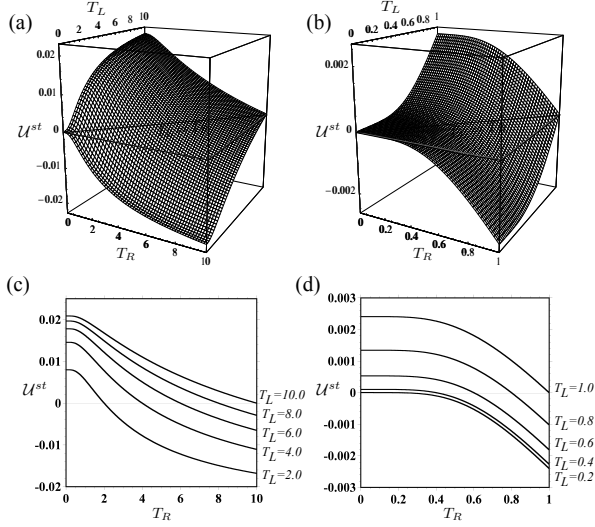 (a)
T_L
0 2 4 6 8 10
0.02
0.01
U^st 0
−0.01
−0.02
0 2 4 6 8 10
T_R
(b)
T_L
0 0.2 0.4 0.6 0.8 1
0.002
U^st 0
−0.002
0 0.2 0.4 0.6 0.8 1
T_R
(c)
0.02
0.01
U^st
0
−0.01
−0.02
0 2 4 6 8 10
T_R
T_L=10.0
T_L=8.0
T_L=6.0
T_L=4.0
T_L=2.0
(d)
0.003
0.002
0.001
U^st 0
−0.001
−0.002
−0.003
0 0.2 0.4 0.6 0.8 1
T_R
T_L=1.0
T_L=0.8
T_L=0.6
T_L=0.4
T_L=0.2